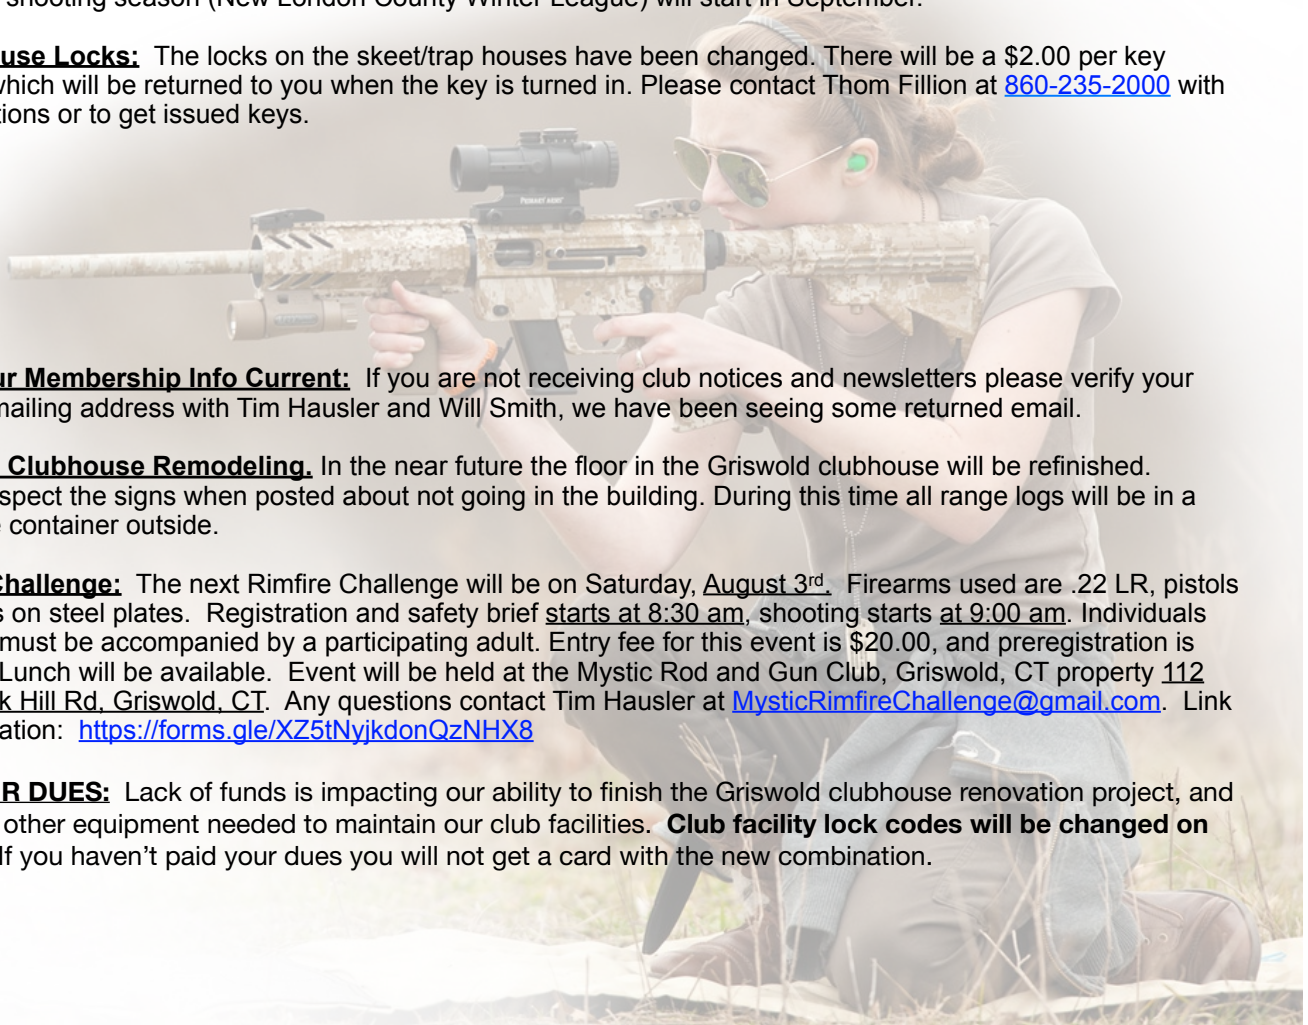 shooting season (New London County Winter League) will start in September.
use Locks: The locks on the skeet/trap houses have been changed. There will be a $2.00 per key
which will be returned to you when the key is turned in. Please contact Thom Fillion at 860-235-2000 with
tions or to get issued keys.
PRIMARY ARMS
ur Membership Info Current: If you are not receiving club notices and newsletters please verify your
mailing address with Tim Hausler and Will Smith, we have been seeing some returned email.
Clubhouse Remodeling. In the near future the floor in the Griswold clubhouse will be refinished.
spect the signs when posted about not going in the building. During this time all range logs will be in a
container outside.
Challenge: The next Rimfire Challenge will be on Saturday, August 3rd. Firearms used are .22 LR, pistols
s on steel plates. Registration and safety brief starts at 8:30 am, shooting starts at 9:00 am. Individuals
must be accompanied by a participating adult. Entry fee for this event is $20.00, and preregistration is
Lunch will be available. Event will be held at the Mystic Rod and Gun Club, Griswold, CT property 112
k Hill Rd, Griswold, CT. Any questions contact Tim Hausler at MysticRimfireChallenge@gmail.com. Link
ation: https://forms.gle/XZ5tNyjkdonQzNHX8
R DUES: Lack of funds is impacting our ability to finish the Griswold clubhouse renovation project, and
other equipment needed to maintain our club facilities. Club facility lock codes will be changed on
If you haven't paid your dues you will not get a card with the new combination.